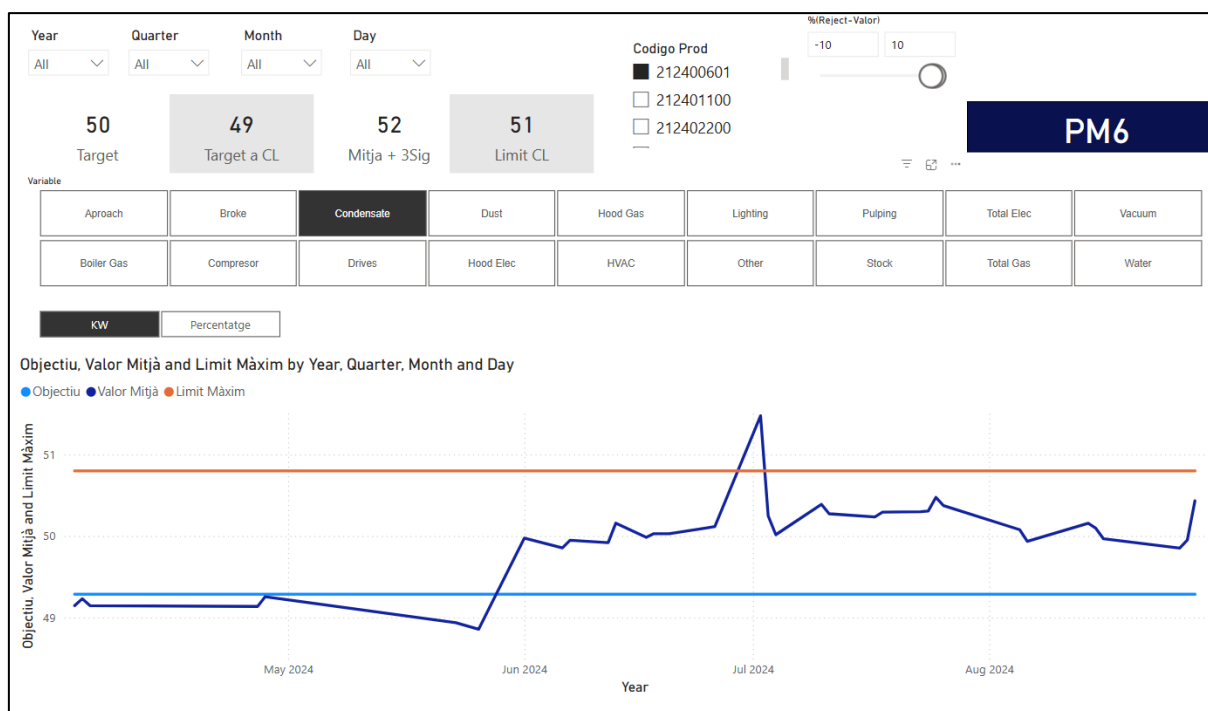 %(Reject-Valor)
Year Quarter Month Day
All All All All
-10 10
Codigo Prod
212400601
212401100
212402200
50 49 52 51
Target Target a CL Mitja + 3Sig Limit CL
PM6
Variable
Aproach Broke Condensate Dust Hood Gas Lighting Pulping Total Elec Vacuum
Boiler Gas Compresor Drives Hood Elec HVAC Other Stock Total Gas Water
KW Percentatge
Objectiu, Valor Mitjà and Limit Màxim by Year, Quarter, Month and Day
Objectiu Valor Mitjà Limit Màxim
Objectiu, Valor Mitjà and Limit Màxim
51
50
49
May 2024 Jun 2024 Jul 2024 Aug 2024
Year